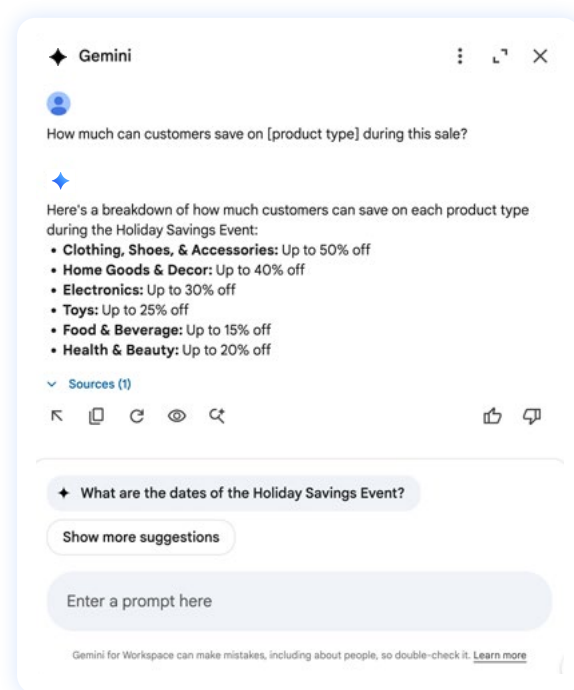 Gemini
How much can customers save on [product type] during this sale?
Here's a breakdown of how much customers can save on each product type
during the Holiday Savings Event:
• Clothing, Shoes, & Accessories: Up to 50% off
• Home Goods & Decor: Up to 40% off
• Electronics: Up to 30% off
• Toys: Up to 25% off
• Food & Beverage: Up to 15% off
• Health & Beauty: Up to 20% off
Sources (1)
What are the dates of the Holiday Savings Event?
Show more suggestions
Enter a prompt here
Gemini for Workspace can make mistakes, including about people, so double-check it. Learn more